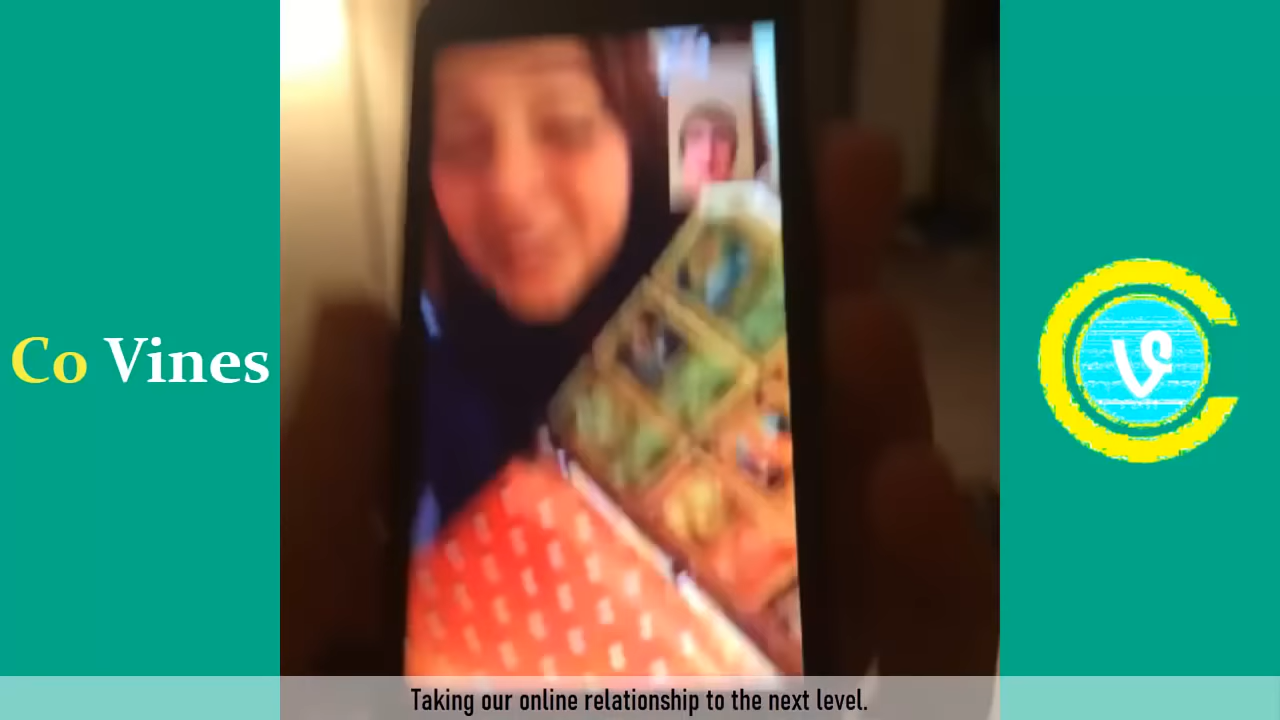 Co Vines
Taking our online relationship to the next level.